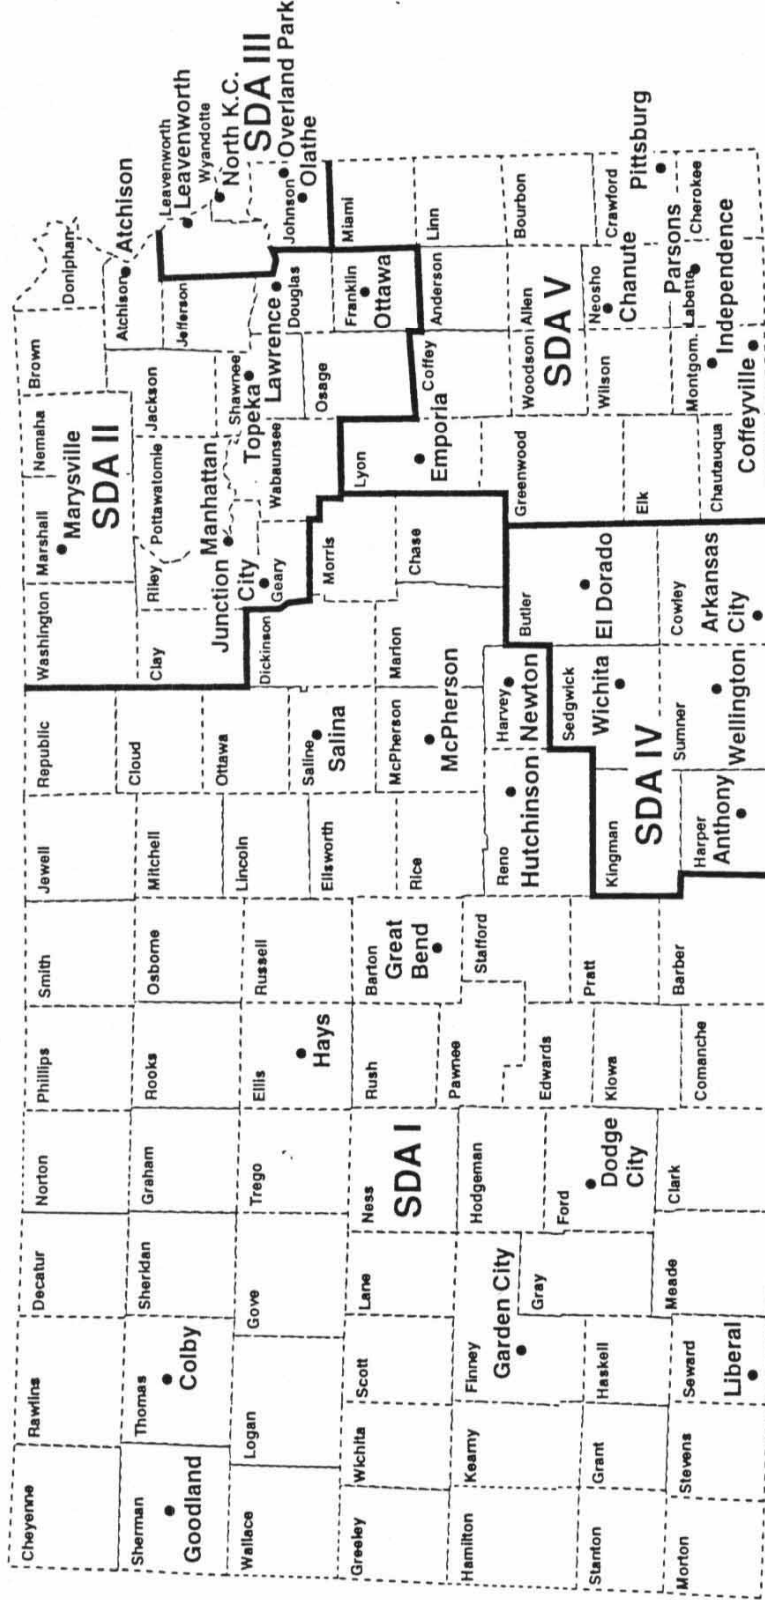 Cheyenne
Rawlins
Decatur
Norton
Phillips
Smith
Jewell
Republic
Washington
Marshall
Nemaha
Brown
Doniphan
Marysville
SDA II
Atchison
Atchison
Sherman
Goodland
Thomas
Colby
Sheridan
Graham
Rooks
Osborne
Mitchell
Cloud
Clay
Riley
Pottawatomie
Jackson
Jefferson
Leavenworth
Leavenworth
Wyandotte
North K.C.
SDA III
Overland Park
Olathe
Johnson
Manhattan
Junction
City
Geary
Shawnee
Topeka
Wabaunsee
Lawrence
Douglas
Wallace
Logan
Gove
Trego
Ellis
Hays
Russell
Lincoln
Ottawa
Dickinson
Saline
Salina
Ellsworth
Morris
Lyon
Emporia
Osage
Franklin
Ottawa
Miami
Greeley
Wichita
Scott
Lane
Ness
SDA I
Rush
Barton
Great
Bend
Rice
McPherson
McPherson
Marion
Chase
Coffey
Anderson
Linn
Hamilton
Kearny
Finney
Garden City
Gray
Hodgeman
Pawnee
Edwards
Stafford
Reno
Hutchinson
Harvey
Newton
Butler
El Dorado
Greenwood
Woodson
Allen
Bourbon
SDA V
Stanton
Grant
Haskell
Ford
Dodge
City
Kiowa
Pratt
Kingman
SDA IV
Sedgwick
Wichita
Elk
Wilson
Neosho
Chanute
Crawford
Pittsburg
Morton
Stevens
Seward
Liberal
Meade
Clark
Comanche
Barber
Harper
Anthony
Sumner
Wellington
Cowley
Arkansas
City
Chautauqua
Montgom.
Independence
Coffeyville
Labette
Parsons
Cherokee